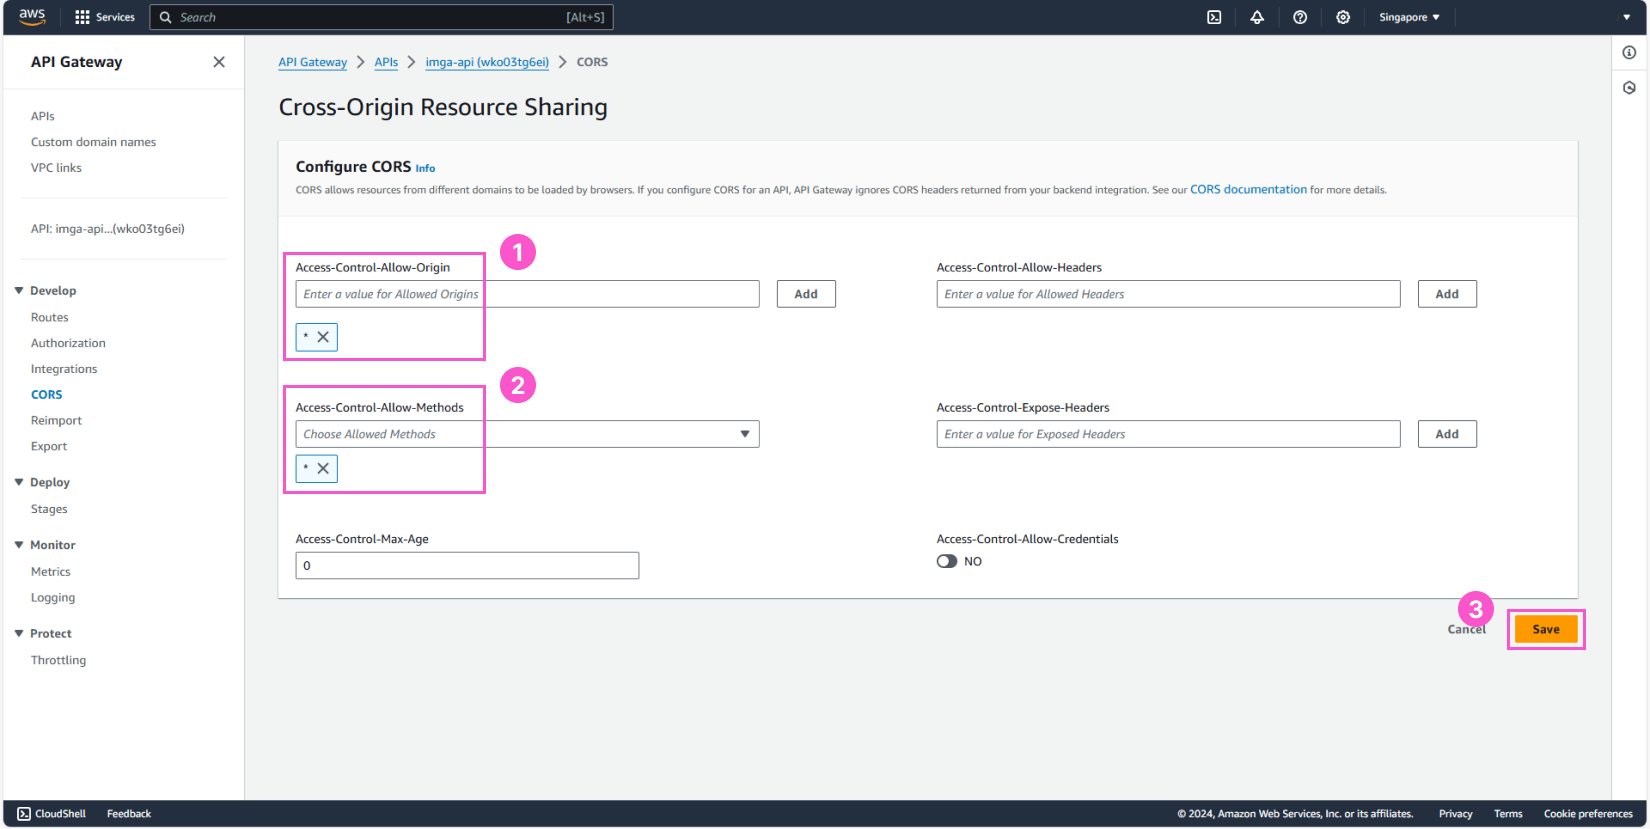 aws
Services
Search
[Alt+S]
Singapore
API Gateway
APIs
Custom domain names
VPC links
API: imga-api...(wko03tg6ei)
Develop
Routes
Authorization
Integrations
CORS
Reimport
Export
Deploy
Stages
Monitor
Metrics
Logging
Protect
Throttling
API Gateway
APIs
imga-api (wko03tg6ei)
CORS
Cross-Origin Resource Sharing
Configure CORS Info
CORS allows resources from different domains to be loaded by browsers. If you configure CORS for an API, API Gateway ignores CORS headers returned from your backend integration. See our CORS documentation for more details.
1
Access-Control-Allow-Origin
Enter a value for Allowed Origins
Add
*
Access-Control-Allow-Headers
Enter a value for Allowed Headers
Add
2
Access-Control-Allow-Methods
Choose Allowed Methods
*
Access-Control-Expose-Headers
Enter a value for Exposed Headers
Add
Access-Control-Max-Age
0
Access-Control-Allow-Credentials
NO
3
Cancel
Save
CloudShell
Feedback
© 2024, Amazon Web Services, Inc. or its affiliates.
Privacy
Terms
Cookie preferences